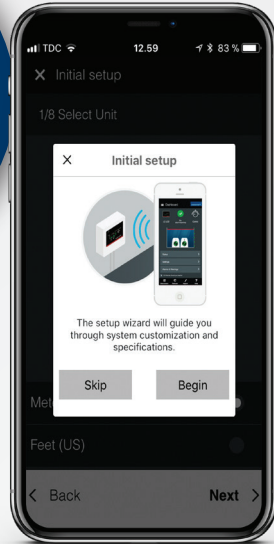 TDC 12.59 83 %
Initial setup
1/8 Select Unit
Initial setup
The setup wizard will guide you
through system customization and
specifications.
Skip Begin
Feet (US)
Back Next